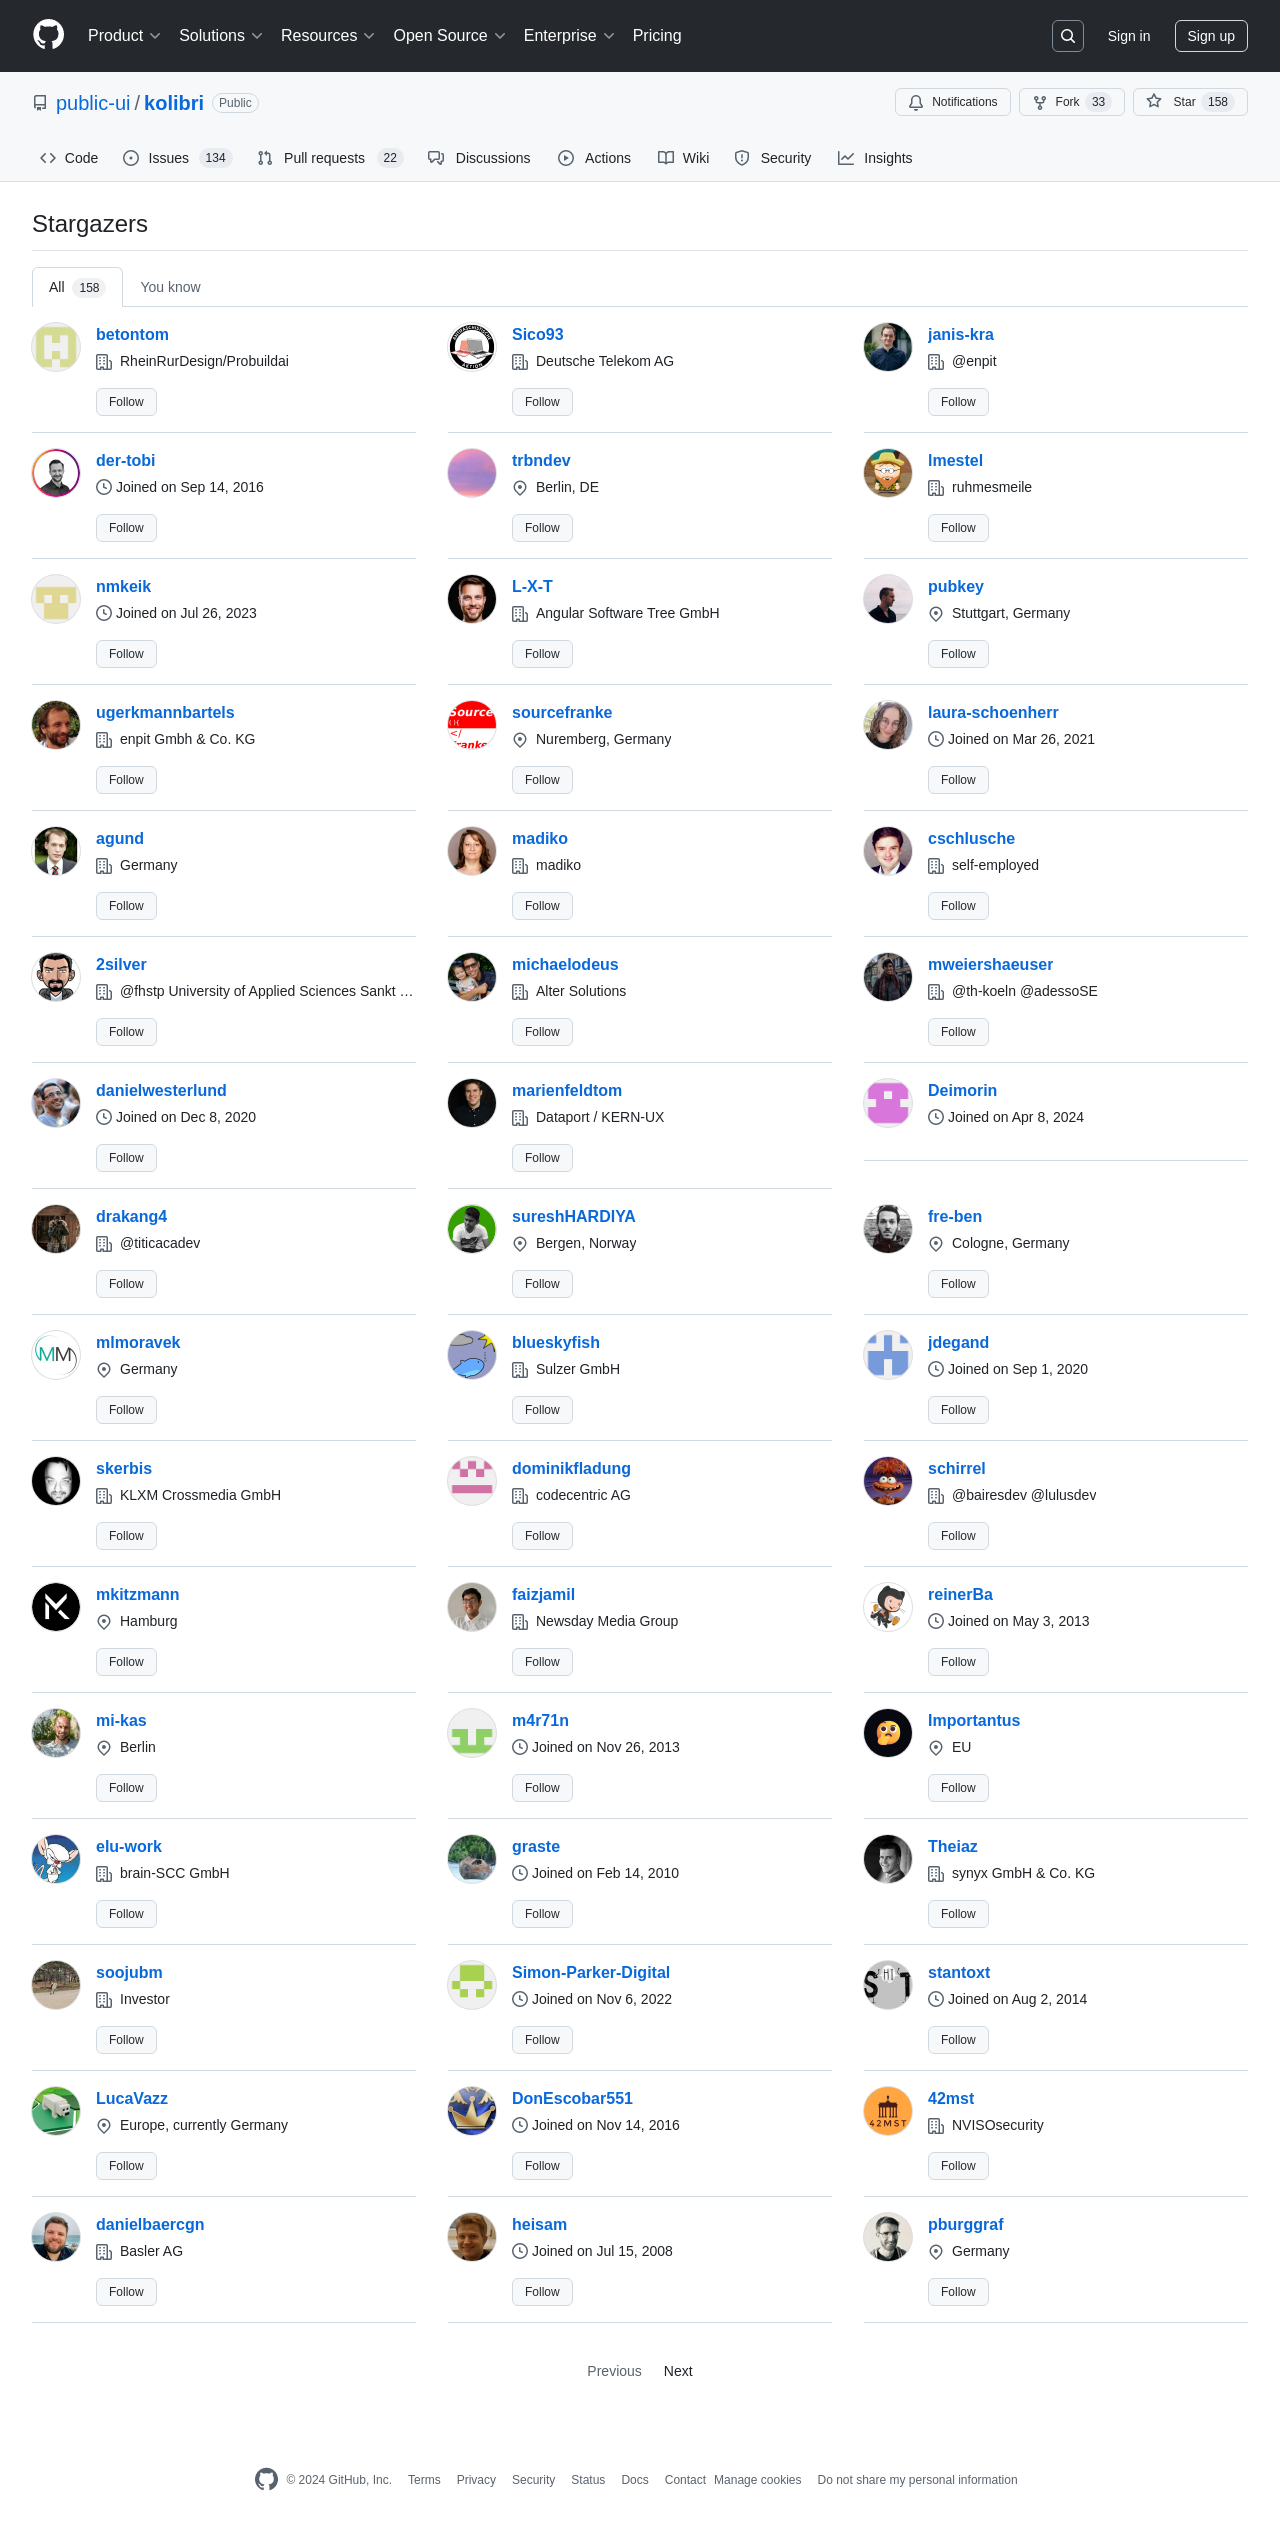 Product Solutions Resources Open Source Enterprise Pricing Sign in Sign up
public-ui / kolibri Public Notifications Fork 33 Star 158
Code Issues 134 Pull requests 22 Discussions Actions Wiki Security Insights
Stargazers
All 158 You know
betontom Sico93 janis-kra
RheinRurDesign/Probuildai Deutsche Telekom AG @enpit
Follow Follow Follow
der-tobi trbndev lmestel
Joined on Sep 14, 2016 Berlin, DE ruhmesmeile
Follow Follow Follow
nmkeik L-X-T pubkey
Joined on Jul 26, 2023 Angular Software Tree GmbH Stuttgart, Germany
Follow Follow Follow
ugerkmannbartels sourcefranke laura-schoenherr
enpit Gmbh & Co. KG Nuremberg, Germany Joined on Mar 26, 2021
Follow Follow Follow
agund madiko cschlusche
Germany madiko self-employed
Follow Follow Follow
2silver michaelodeus mweiershaeuser
@fhstp University of Applied Sciences Sankt … Alter Solutions @th-koeln @adessoSE
Follow Follow Follow
danielwesterlund marienfeldtom Deimorin
Joined on Dec 8, 2020 Dataport / KERN-UX Joined on Apr 8, 2024
Follow Follow
drakang4 sureshHARDIYA fre-ben
@titicacadev Bergen, Norway Cologne, Germany
Follow Follow Follow
mlmoravek blueskyfish jdegand
Germany Sulzer GmbH Joined on Sep 1, 2020
Follow Follow Follow
skerbis dominikfladung schirrel
KLXM Crossmedia GmbH codecentric AG @bairesdev @lulusdev
Follow Follow Follow
mkitzmann faizjamil reinerBa
Hamburg Newsday Media Group Joined on May 3, 2013
Follow Follow Follow
mi-kas m4r71n Importantus
Berlin Joined on Nov 26, 2013 EU
Follow Follow Follow
elu-work graste Theiaz
brain-SCC GmbH Joined on Feb 14, 2010 synyx GmbH & Co. KG
Follow Follow Follow
soojubm Simon-Parker-Digital stantoxt
Investor Joined on Nov 6, 2022 Joined on Aug 2, 2014
Follow Follow Follow
LucaVazz DonEscobar551 42mst
Europe, currently Germany Joined on Nov 14, 2016 NVISOsecurity
Follow Follow Follow
danielbaercgn heisam pburggraf
Basler AG Joined on Jul 15, 2008 Germany
Follow Follow Follow
Previous Next
© 2024 GitHub, Inc. Terms Privacy Security Status Docs Contact Manage cookies Do not share my personal information